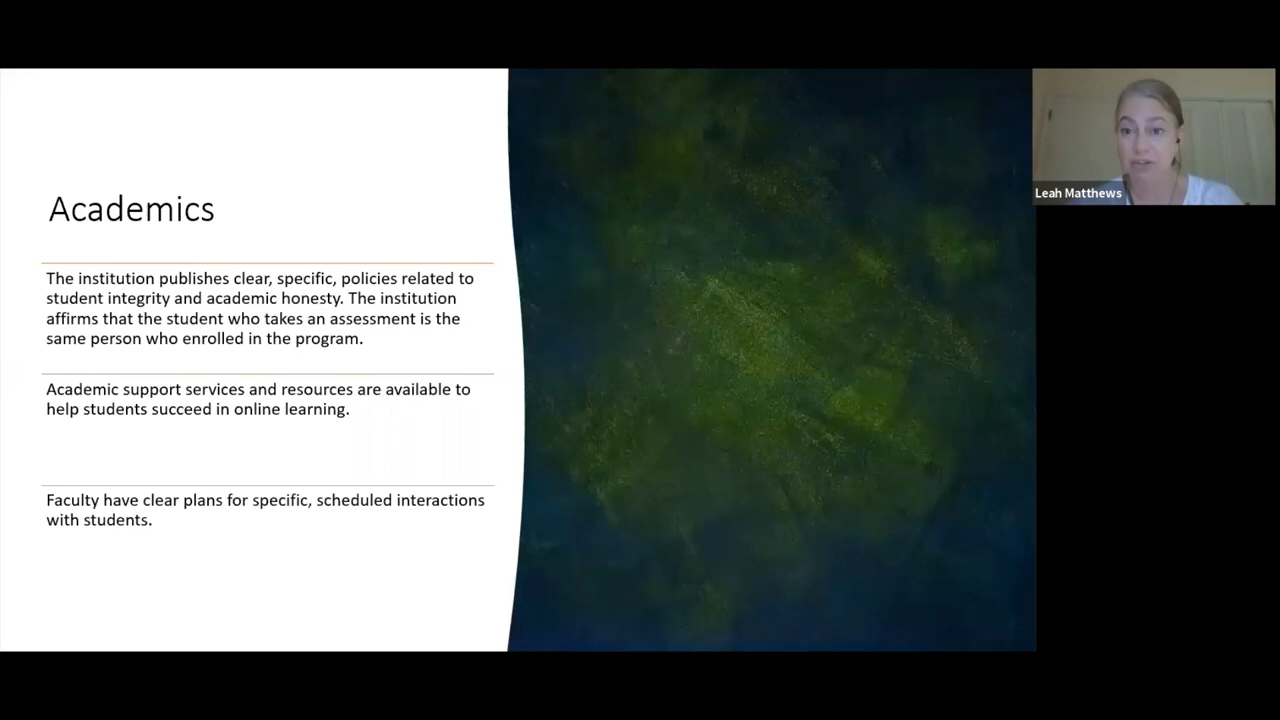 Academics
The institution publishes clear, specific, policies related to
student integrity and academic honesty. The institution
affirms that the student who takes an assessment is the
same person who enrolled in the program.
Academic support services and resources are available to
help students succeed in online learning.
Faculty have clear plans for specific, scheduled interactions
with students.
Leah Matthews